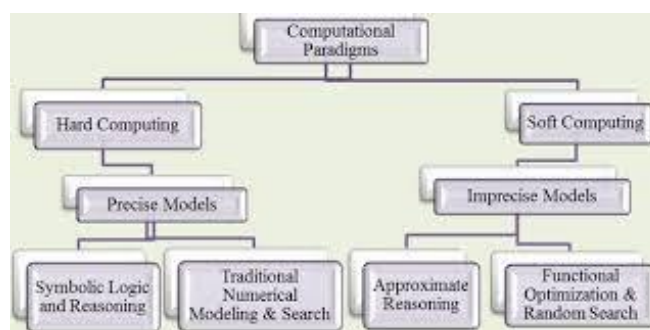 Computational
Paradigms
Hard Computing
Soft Computing
Precise Models
Imprecise Models
Symbolic Logic
and Reasoning
Traditional
Numerical
Modeling & Search
Approximate
Reasoning
Functional
Optimization &
Random Search